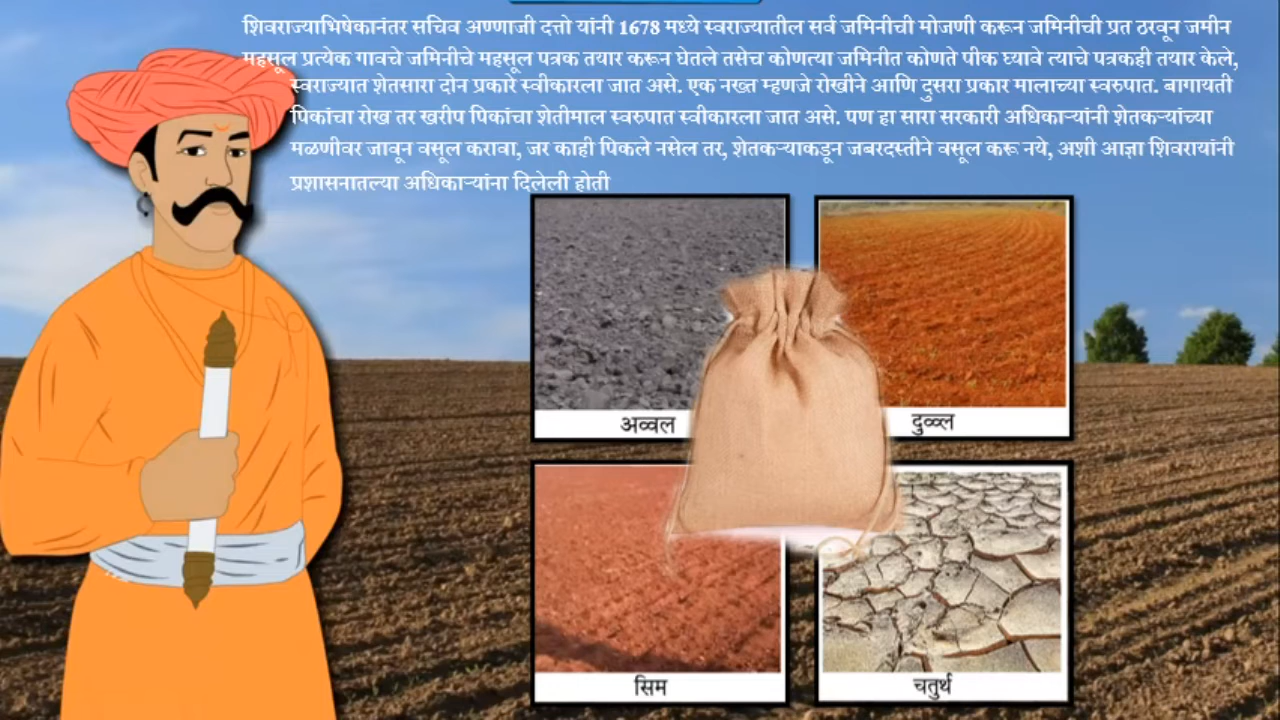 शिवराज्याभिषेकानंतर सचिव अण्णाजी दत्तो यांनी 1678 मध्ये स्वराज्यातील सर्व जमिनीची मोजणी करून जमिनीची प्रत ठरवून जमीन
महसूल प्रत्येक गावचे जमिनीचे महसूल पत्रक तयार करून घेतले तसेच कोणत्या जमिनीत कोणते पीक घ्यावे त्याचे पत्रकही तयार केले,
स्वराज्यात शेतसारा दोन प्रकारे स्वीकारला जात असे. एक नख्त म्हणजे रोखीने आणि दुसरा प्रकार मालाच्या स्वरुपात. बागायती
पिकांचा रोख तर खरीप पिकांचा शेतीमाल स्वरुपात स्वीकारला जात असे. पण हा सारा सरकारी अधिकाऱ्यांनी शेतकऱ्यांच्या
मळणीवर जावून वसूल करावा, जर काही पिकले नसेल तर, शेतकऱ्याकडून जबरदस्तीने वसूल करू नये, अशी आज्ञा शिवरायांनी
प्रशासनातल्या अधिकाऱ्यांना दिलेली होती
अव्वल
दुव्व्ल
सिम
चतुर्थ